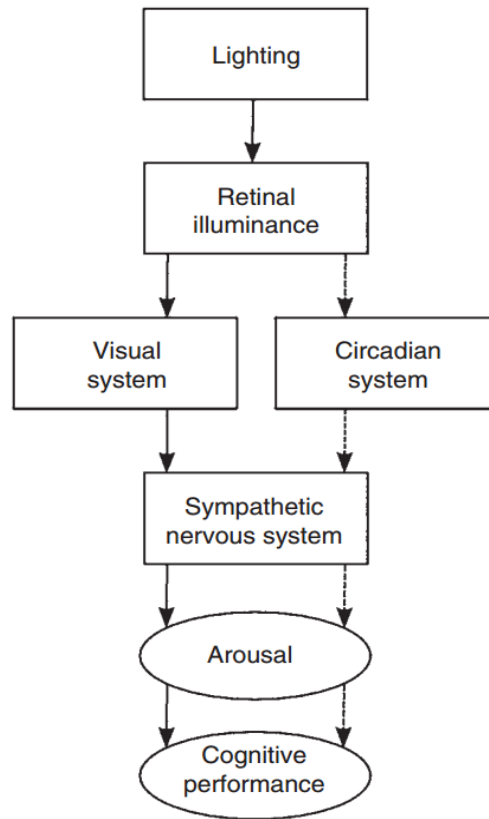 Lighting
Retinal
illuminance
Visual
system
Circadian
system
Sympathetic
nervous system
Arousal
Cognitive
performance